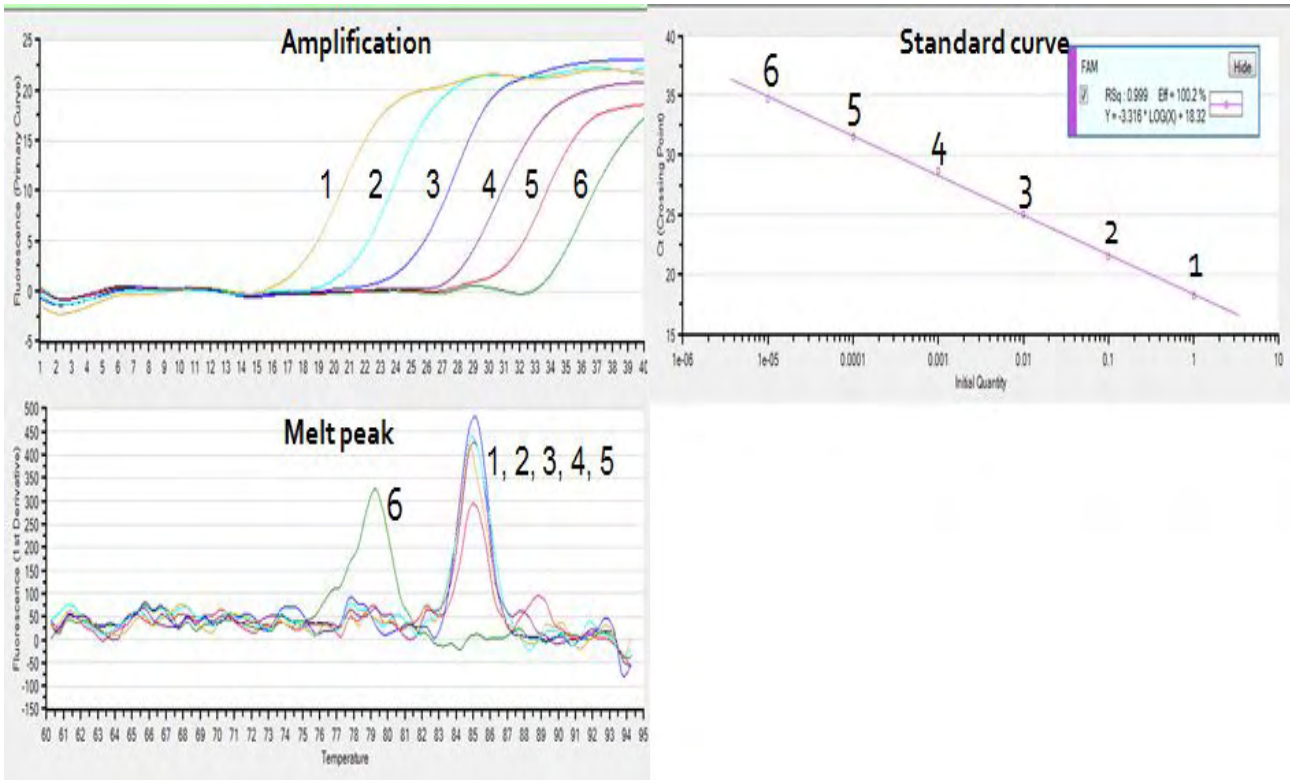 Amplification
Fluorescence (Primary Curve)
25
20
15
10
5
0
-5
1 2 3 4 5 6
1 2 3 4 5 6 7 8 9 10 11 12 13 14 15 16 17 18 19 20 21 22 23 24 25 26 27 28 29 30 31 32 33 34 35 36 37 38 39 40
Standard curve
FAM
Hide
RSq : 0.999 Eff = 100.2 %
Y = -3.316 * LOG(X) + 18.32
Ct (Crossing Point)
40
35
30
25
20
15
6
5
4
3
2
1
1e-06 1e-05 0.0001 0.001 0.01 0.1 1 10
Initial Quantity
Melt peak
Fluorescence (1st Derivative)
500
450
400
350
300
250
200
150
100
50
0
-50
-100
-150
1, 2, 3, 4, 5
6
60 61 62 63 64 65 66 67 68 69 70 71 72 73 74 75 76 77 78 79 80 81 82 83 84 85 86 87 88 89 90 91 92 93 94 95
Temperature